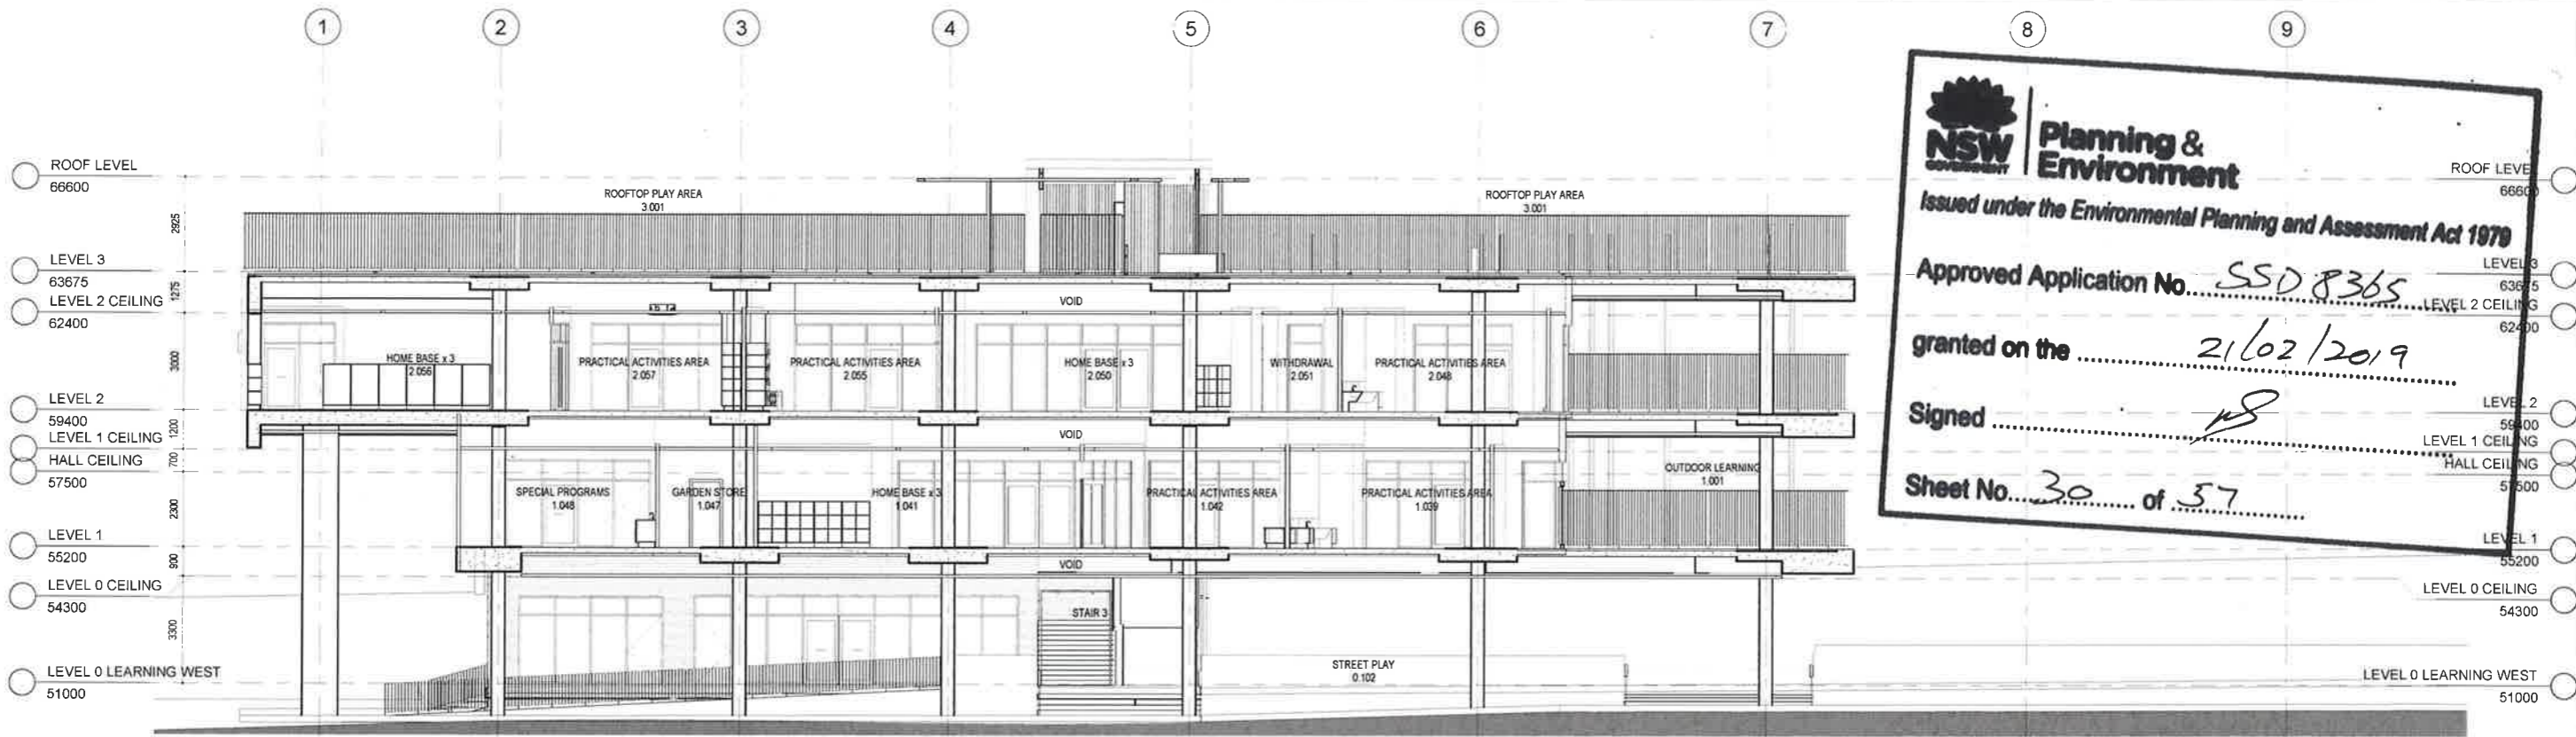 1
2
3
4
5
6
7
8
9
ROOF LEVEL
66600
LEVEL 3
63675
LEVEL 2 CEILING
62400
LEVEL 2
59400
LEVEL 1 CEILING
HALL CEILING
57500
LEVEL 1
55200
LEVEL 0 CEILING
54300
LEVEL 0 LEARNING WEST
51000
2925
1275
3000
1200
700
2300
900
3300
ROOFTOP PLAY AREA
3.001
ROOFTOP PLAY AREA
3.001
VOID
HOME BASE x 3
2.056
PRACTICAL ACTIVITIES AREA
2.057
PRACTICAL ACTIVITIES AREA
2.055
HOME BASE x 3
2.050
WITHDRAWAL
2.051
PRACTICAL ACTIVITIES AREA
2.048
VOID
SPECIAL PROGRAMS
1.048
GARDEN STORE
1.047
HOME BASE x 3
1.041
PRACTICAL ACTIVITIES AREA
1.042
PRACTICAL ACTIVITIES AREA
1.039
OUTDOOR LEARNING
1.001
VOID
STAIR 3
STREET PLAY
0.102
NSW
GOVERNMENT
Planning &
Environment
Issued under the Environmental Planning and Assessment Act 1979
Approved Application No. SSD 8365
granted on the 21/02/2019
Signed
Sheet No. 30 of 57
ROOF LEVEL
66600
LEVEL 3
63675
LEVEL 2 CEILING
62400
LEVEL 2
59400
LEVEL 1 CEILING
HALL CEILING
57500
LEVEL 1
55200
LEVEL 0 CEILING
54300
LEVEL 0 LEARNING WEST
51000